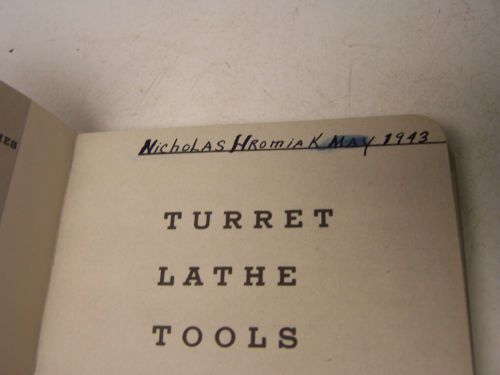 Nicholas Hromiak May 1943
TURRET
LATHE
TOOLS